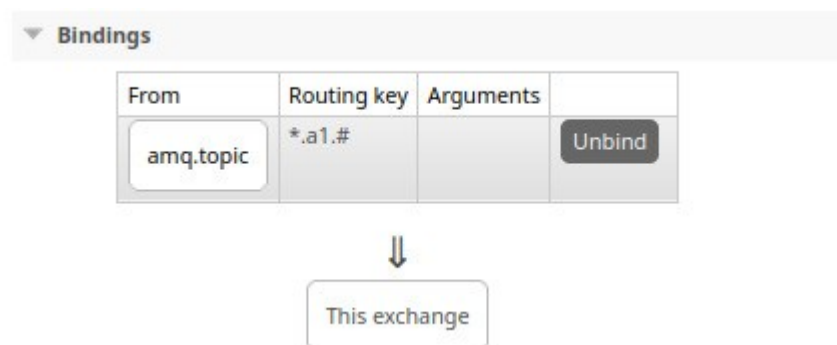 Bindings
From Routing key Arguments
amq.topic *.a1.# Unbind
This exchange